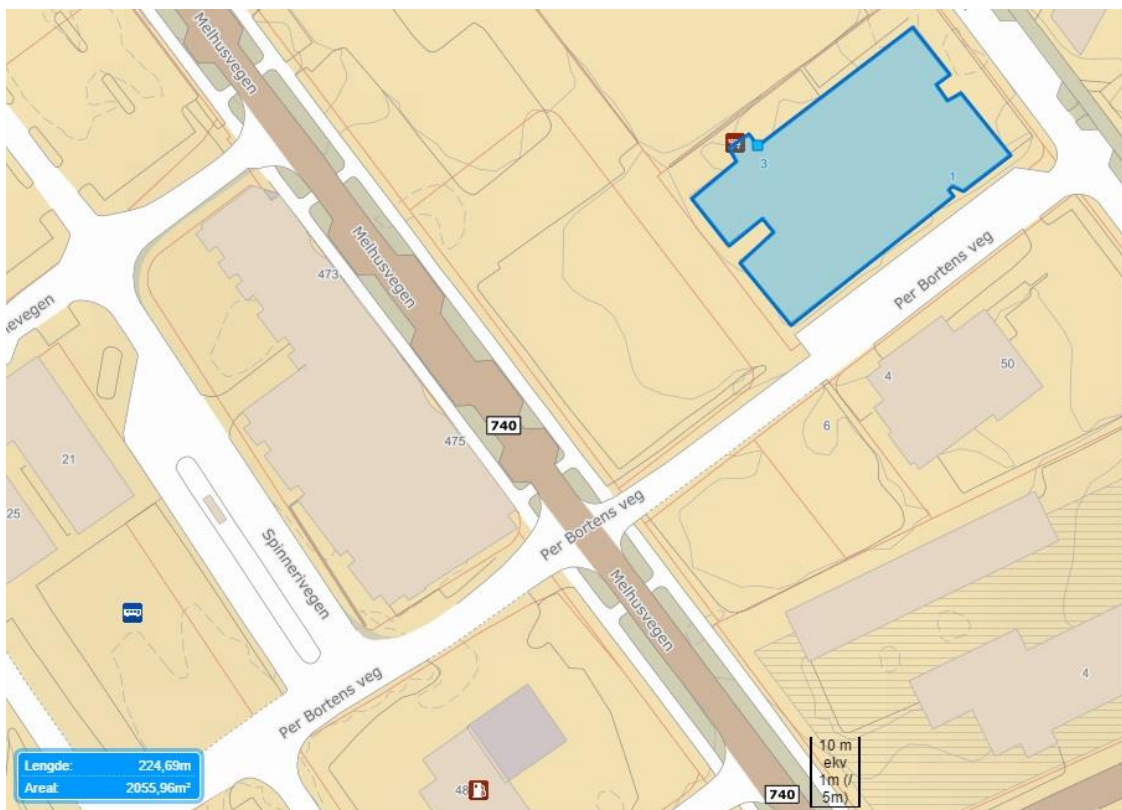 Melhusvegen
3
1
Per Bortens veg
473
Melhusvegen
evegen
4
50
740
475
6
21
25
Per Bortens veg
Spinnerivegen
Melhusvegen
4
Per Bortens veg
Lengde: 224,69m
Areal: 2055,96m²
48
740
10 m
ekv
1m (/
5m)